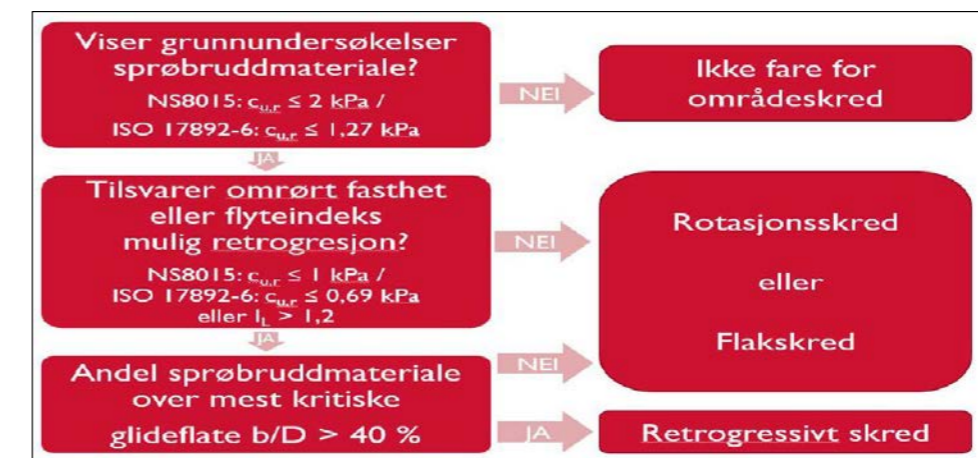 Viser grunnundersøkelser
sprøbruddmateriale?
NS8015: cu,r ≤ 2 kPa /
ISO 17892-6: cu,r ≤ 1,27 kPa
NEI
Ikke fare for
områdeskred
JA
Tilsvarer omrørt fasthet
eller flyteindeks
mulig retrogresjon?
NS8015: cu,r ≤ 1 kPa /
ISO 17892-6: cu,r ≤ 0,69 kPa
eller IL > 1,2
NEI
Rotasjonsskred
eller
Flakskred
JA
Andel sprøbruddmateriale
over mest kritiske
glideflate b/D > 40 %
NEI
JA
Retrogressivt skred